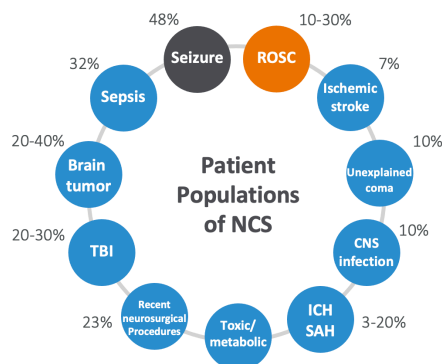 48%
Seizure
10-30%
ROSC
7%
Ischemic
stroke
10%
Unexplained
coma
10%
CNS
infection
3-20%
ICH
SAH
Toxic/
metabolic
23%
Recent
neurosurgical
Procedures
20-30%
TBI
20-40%
Brain
tumor
32%
Sepsis
Patient
Populations
of NCS